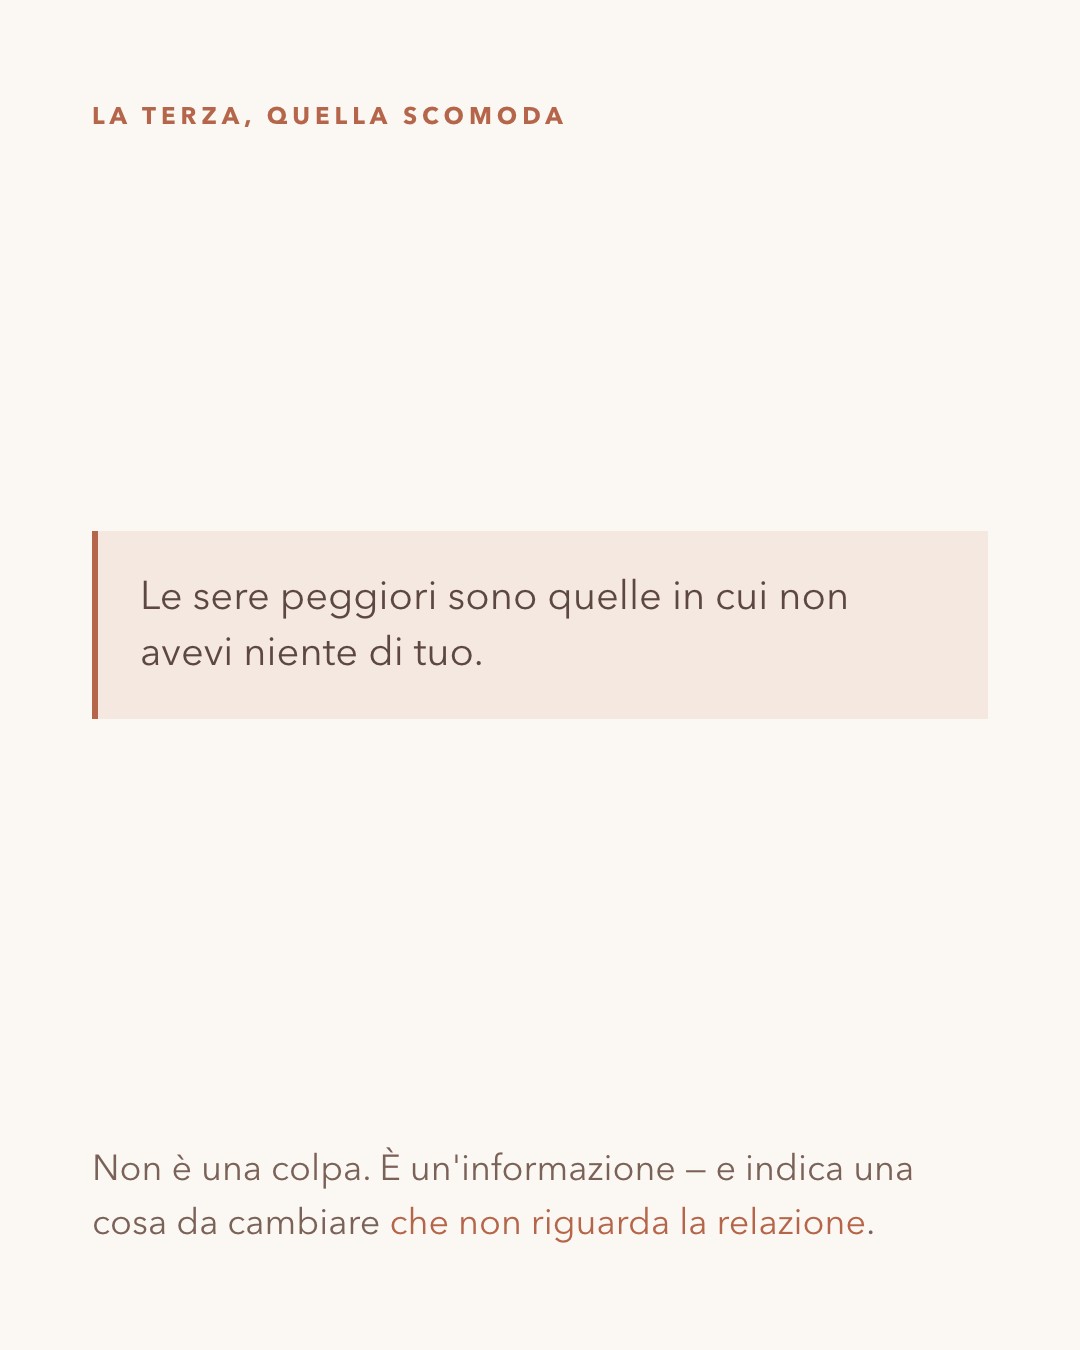 LA TERZA, QUELLA SCOMODA
Le sere peggiori sono quelle in cui non
avevi niente di tuo.
Non è una colpa. È un'informazione – e indica una
cosa da cambiare che non riguarda la relazione.